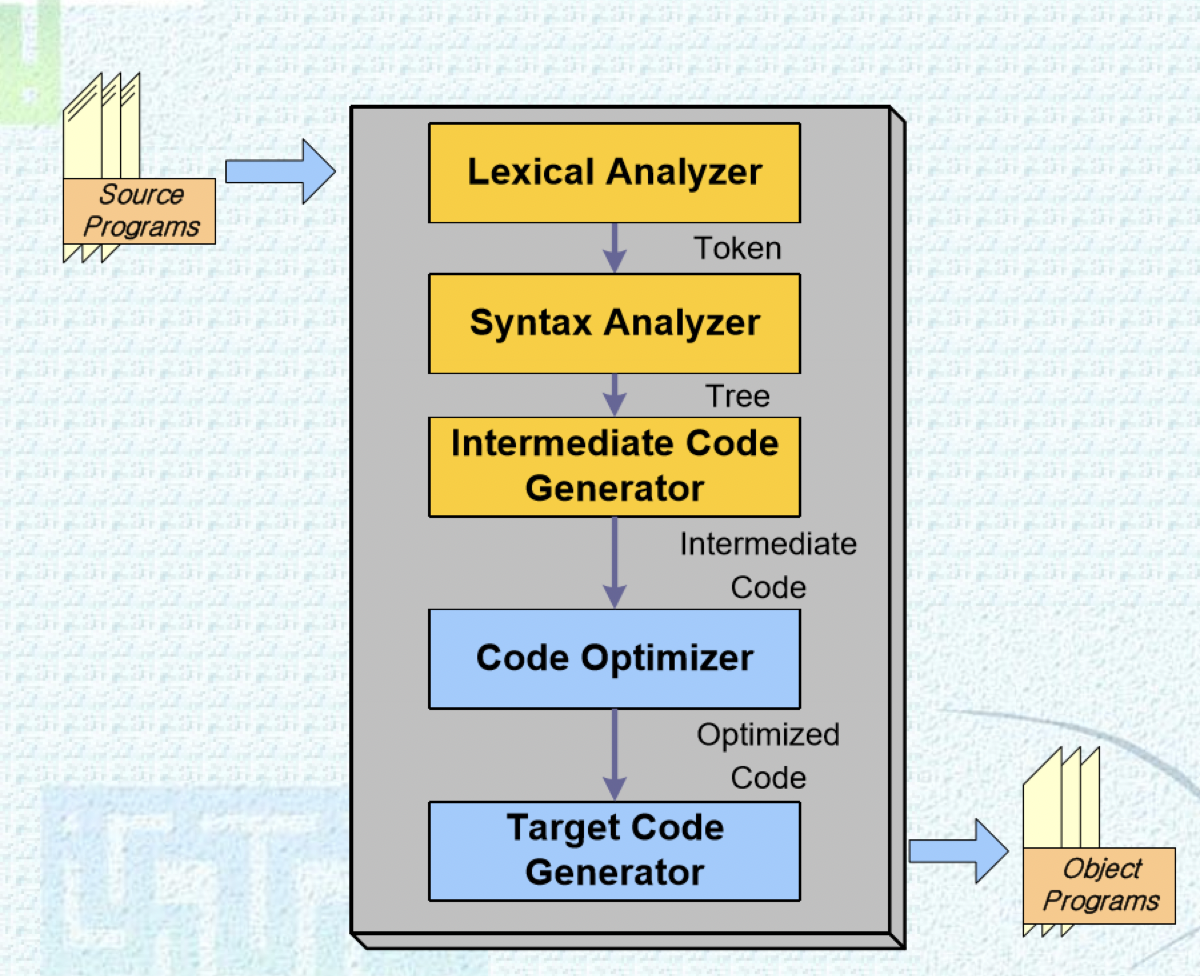 Source
Programs
Lexical Analyzer
Token
Syntax Analyzer
Tree
Intermediate Code
Generator
Intermediate
Code
Code Optimizer
Optimized
Code
Target Code
Generator
Object
Programs